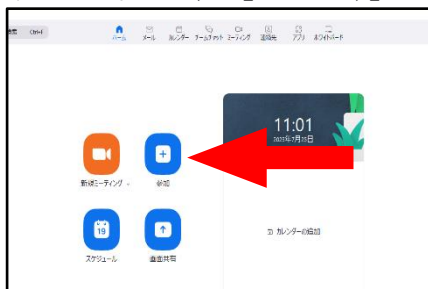 Ctrl+F
ホーム メール カレンダー チームチャット ミーティング 連絡先 アプリ ホワイトボード
11:01
新規ミーティング
参加
19
スケジュール
画面共有
カレンダーの追加